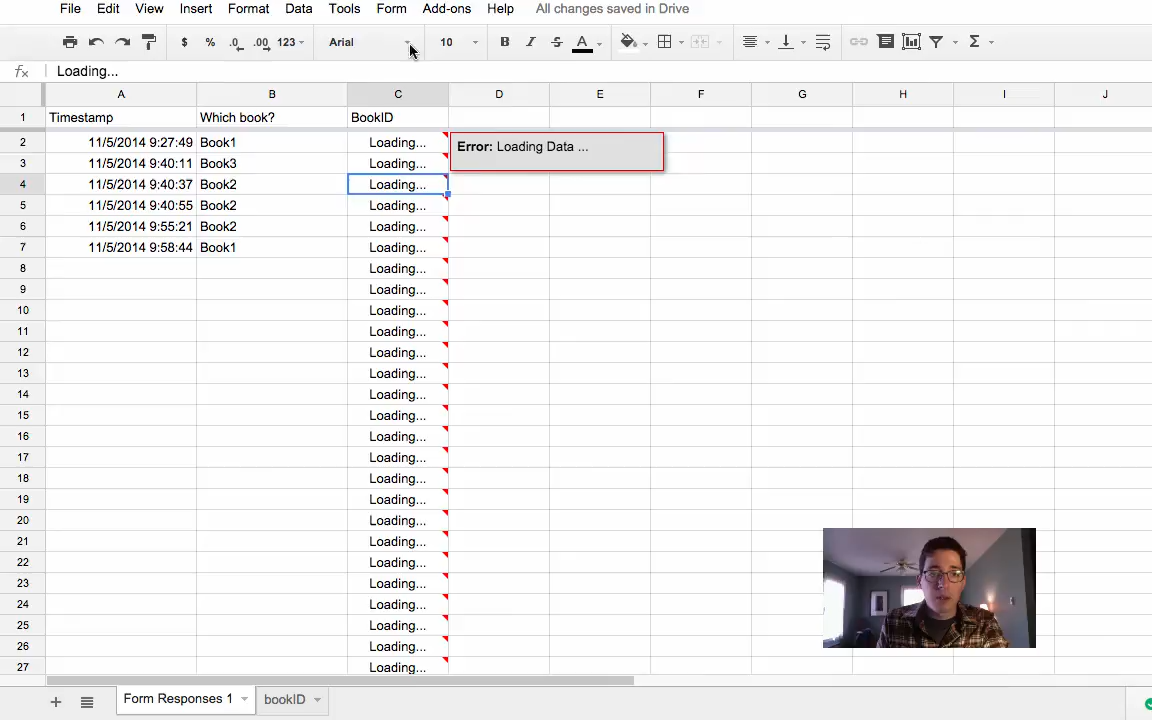 File Edit View Insert Format Data Tools Form Add-ons Help All changes saved in Drive
$ % .0 .00 123 Arial 10 B I S A Σ
fx Loading...
A B C D E F G H I J
1 Timestamp Which book? BookID
2 11/5/2014 9:27:49 Book1 Loading... Error: Loading Data ...
3 11/5/2014 9:40:11 Book3 Loading...
4 11/5/2014 9:40:37 Book2 Loading...
5 11/5/2014 9:40:55 Book2 Loading...
6 11/5/2014 9:55:21 Book2 Loading...
7 11/5/2014 9:58:44 Book1 Loading...
8 Loading...
9 Loading...
10 Loading...
11 Loading...
12 Loading...
13 Loading...
14 Loading...
15 Loading...
16 Loading...
17 Loading...
18 Loading...
19 Loading...
20 Loading...
21 Loading...
22 Loading...
23 Loading...
24 Loading...
25 Loading...
26 Loading...
27 Loading...
+ Form Responses 1 bookID